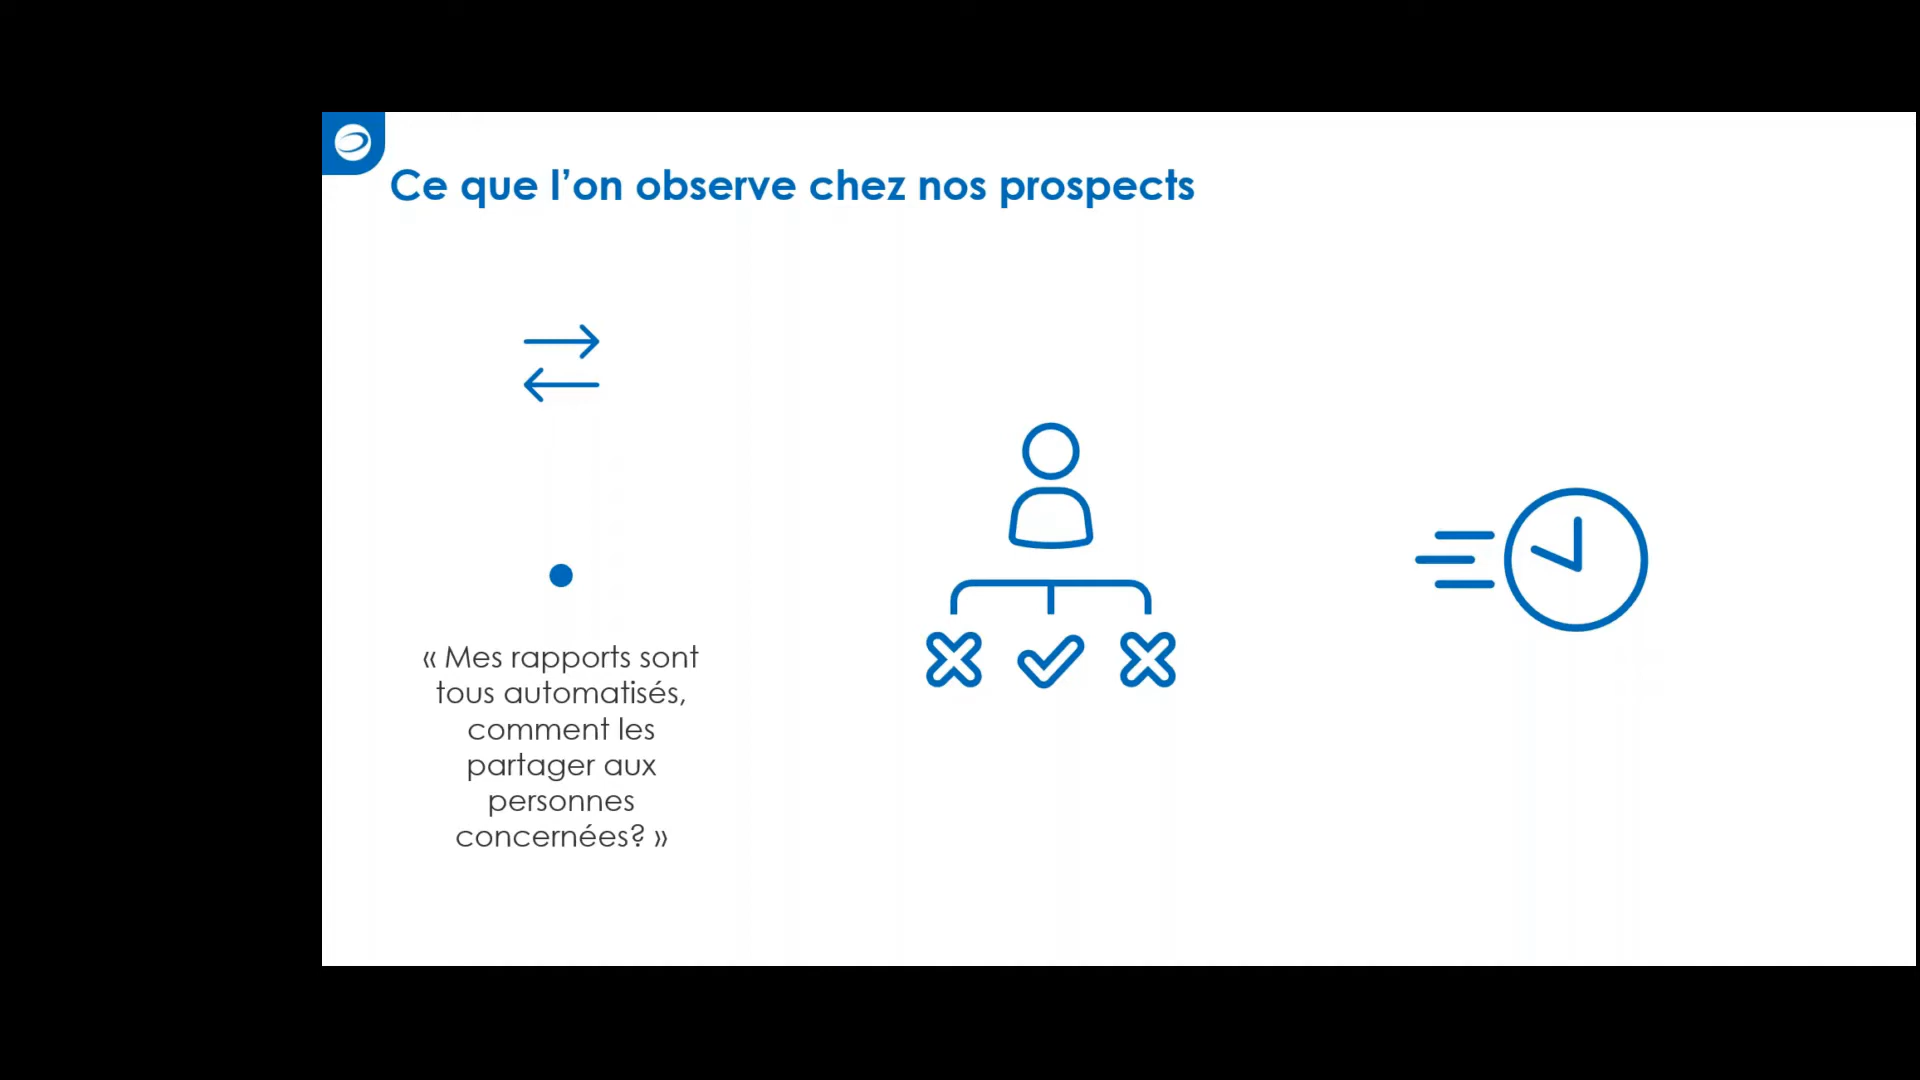 Ce que l’on observe chez nos prospects
« Mes rapports sont
tous automatisés,
comment les
partager aux
personnes
concernées? »